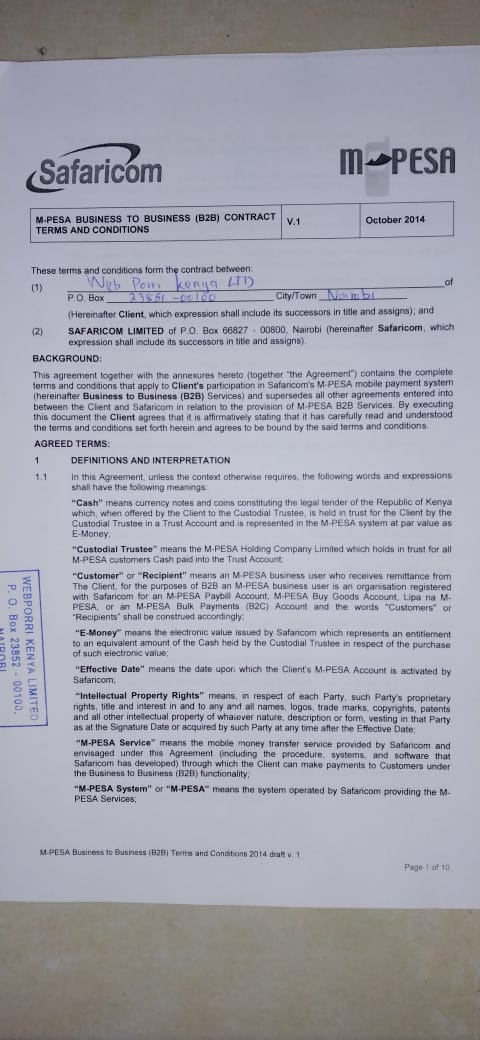 Safaricom
M-PESA
M-PESA BUSINESS TO BUSINESS (B2B) CONTRACT
TERMS AND CONDITIONS
V.1
October 2014
These terms and conditions form the contract between:
(1) Web Porri Kenya LTD of
P.O. Box 23851 -00100 City/Town Nairobi
(Hereinafter Client, which expression shall include its successors in title and assigns); and
(2) SAFARICOM LIMITED of P.O. Box 66827 - 00800, Nairobi (hereinafter Safaricom, which
expression shall include its successors in title and assigns).
BACKGROUND:
This agreement together with the annexures hereto (together "the Agreement") contains the complete
terms and conditions that apply to Client's participation in Safaricom's M-PESA mobile payment system
(hereinafter Business to Business (B2B) Services) and supersedes all other agreements entered into
between the Client and Safaricom in relation to the provision of M-PESA B2B Services. By executing
this document the Client agrees that it is affirmatively stating that it has carefully read and understood
the terms and conditions set forth herein and agrees to be bound by the said terms and conditions.
AGREED TERMS:
1 DEFINITIONS AND INTERPRETATION
1.1 In this Agreement, unless the context otherwise requires, the following words and expressions
shall have the following meanings:
"Cash" means currency notes and coins constituting the legal tender of the Republic of Kenya
which, when offered by the Client to the Custodial Trustee, is held in trust for the Client by the
Custodial Trustee in a Trust Account and is represented in the M-PESA system at par value as
E-Money;
"Custodial Trustee" means the M-PESA Holding Company Limited which holds in trust for all
M-PESA customers Cash paid into the Trust Account;
"Customer" or "Recipient" means an M-PESA business user who receives remittance from
The Client, for the purposes of B2B an M-PESA business user is an organisation registered
with Safaricom for an M-PESA Paybill Account, M-PESA Buy Goods Account, Lipa na M-
PESA, or an M-PESA Bulk Payments (B2C) Account and the words "Customers" or
"Recipients" shall be construed accordingly;
"E-Money" means the electronic value issued by Safaricom which represents an entitlement
to an equivalent amount of the Cash held by the Custodial Trustee in respect of the purchase
of such electronic value;
"Effective Date" means the date upon which the Client's M-PESA Account is activated by
Safaricom;
"Intellectual Property Rights" means, in respect of each Party, such Party's proprietary
rights, title and interest in and to any and all names, logos, trade marks, copyrights, patents
and all other intellectual property of whatever nature, description or form, vesting in that Party
as at the Signature Date or acquired by such Party at any time after the Effective Date;
"M-PESA Service" means the mobile money transfer service provided by Safaricom and
envisaged under this Agreement (including the procedure, systems, and software that
Safaricom has developed) through which the Client can make payments to Customers under
the Business to Business (B2B) functionality;
"M-PESA System" or "M-PESA" means the system operated by Safaricom providing the M-
PESA Services;
WEBPORRI KENYA LIMITED
P. O. Box 23852 - 00100.
NAIROBI
M-PESA Business to Business (B2B) Terms and Conditions 2014 draft v. 1
Page 1 of 10